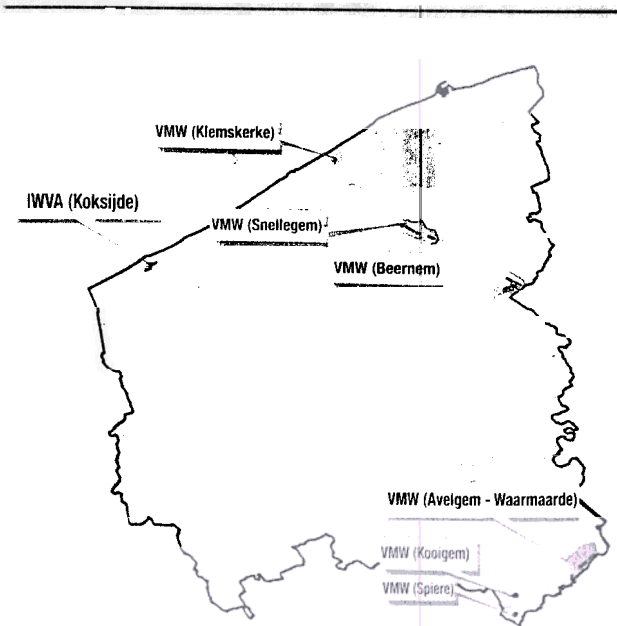 VMW (Klemskerke)
IWVA (Koksijde)
VMW (Snellegem)
VMW (Beernem)
VMW (Avelgem - Waarmaarde)
VMW (Kooigem)
VMW (Spiere)